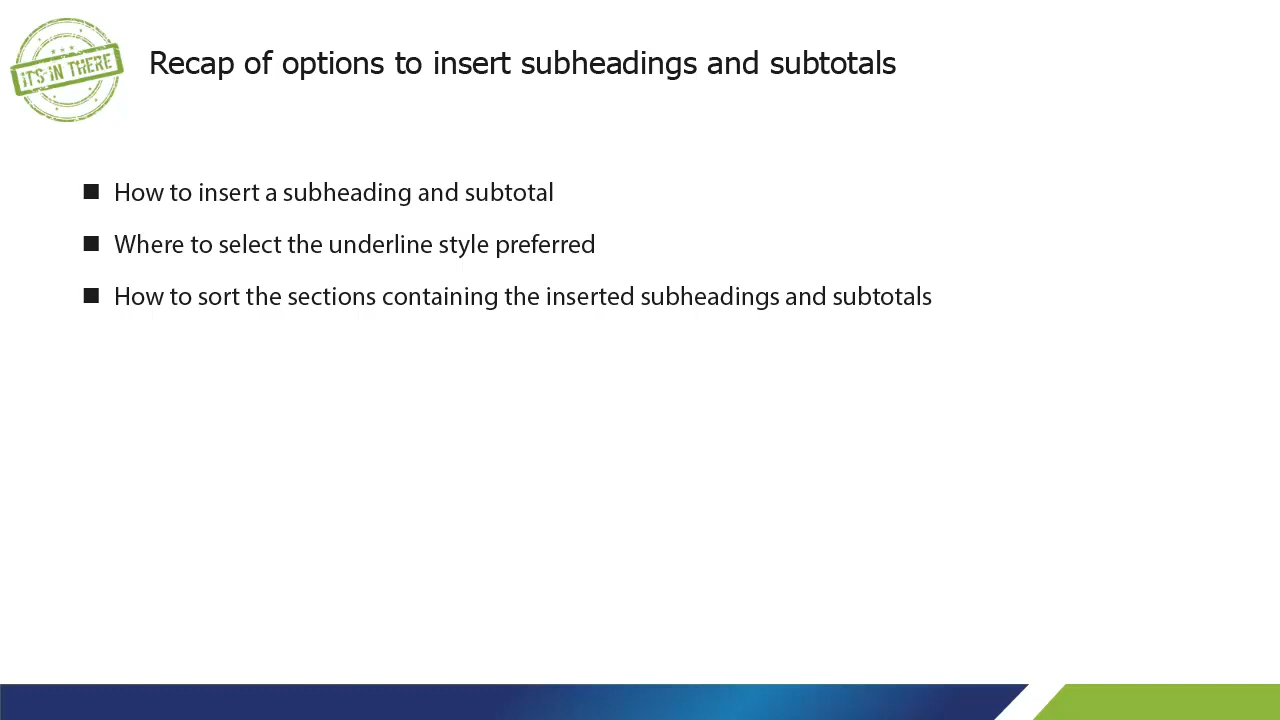 iT'S iN THERE
Recap of options to insert subheadings and subtotals
■ How to insert a subheading and subtotal
■ Where to select the underline style preferred
■ How to sort the sections containing the inserted subheadings and subtotals